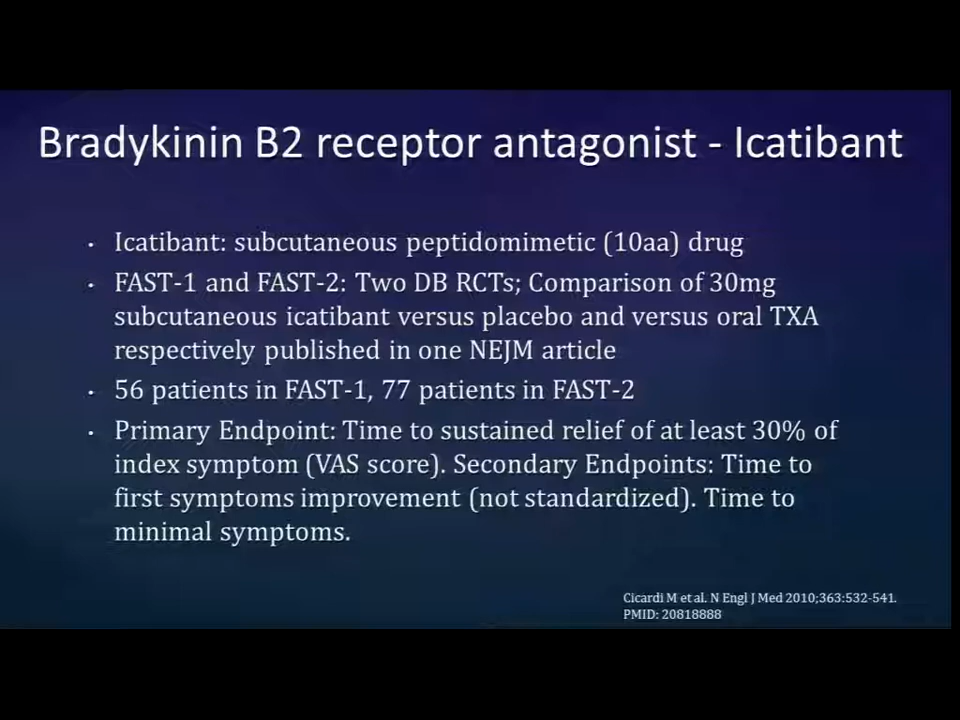 Bradykinin B2 receptor antagonist - Icatibant
• Icatibant: subcutaneous peptidomimetic (10aa) drug
• FAST-1 and FAST-2: Two DB RCTs; Comparison of 30mg
subcutaneous icatibant versus placebo and versus oral TXA
respectively published in one NEJM article
• 56 patients in FAST-1, 77 patients in FAST-2
• Primary Endpoint: Time to sustained relief of at least 30% of
index symptom (VAS score). Secondary Endpoints: Time to
first symptoms improvement (not standardized). Time to
minimal symptoms.
Cicardi M et al. N Engl J Med 2010;363:532-541.
PMID: 20818888